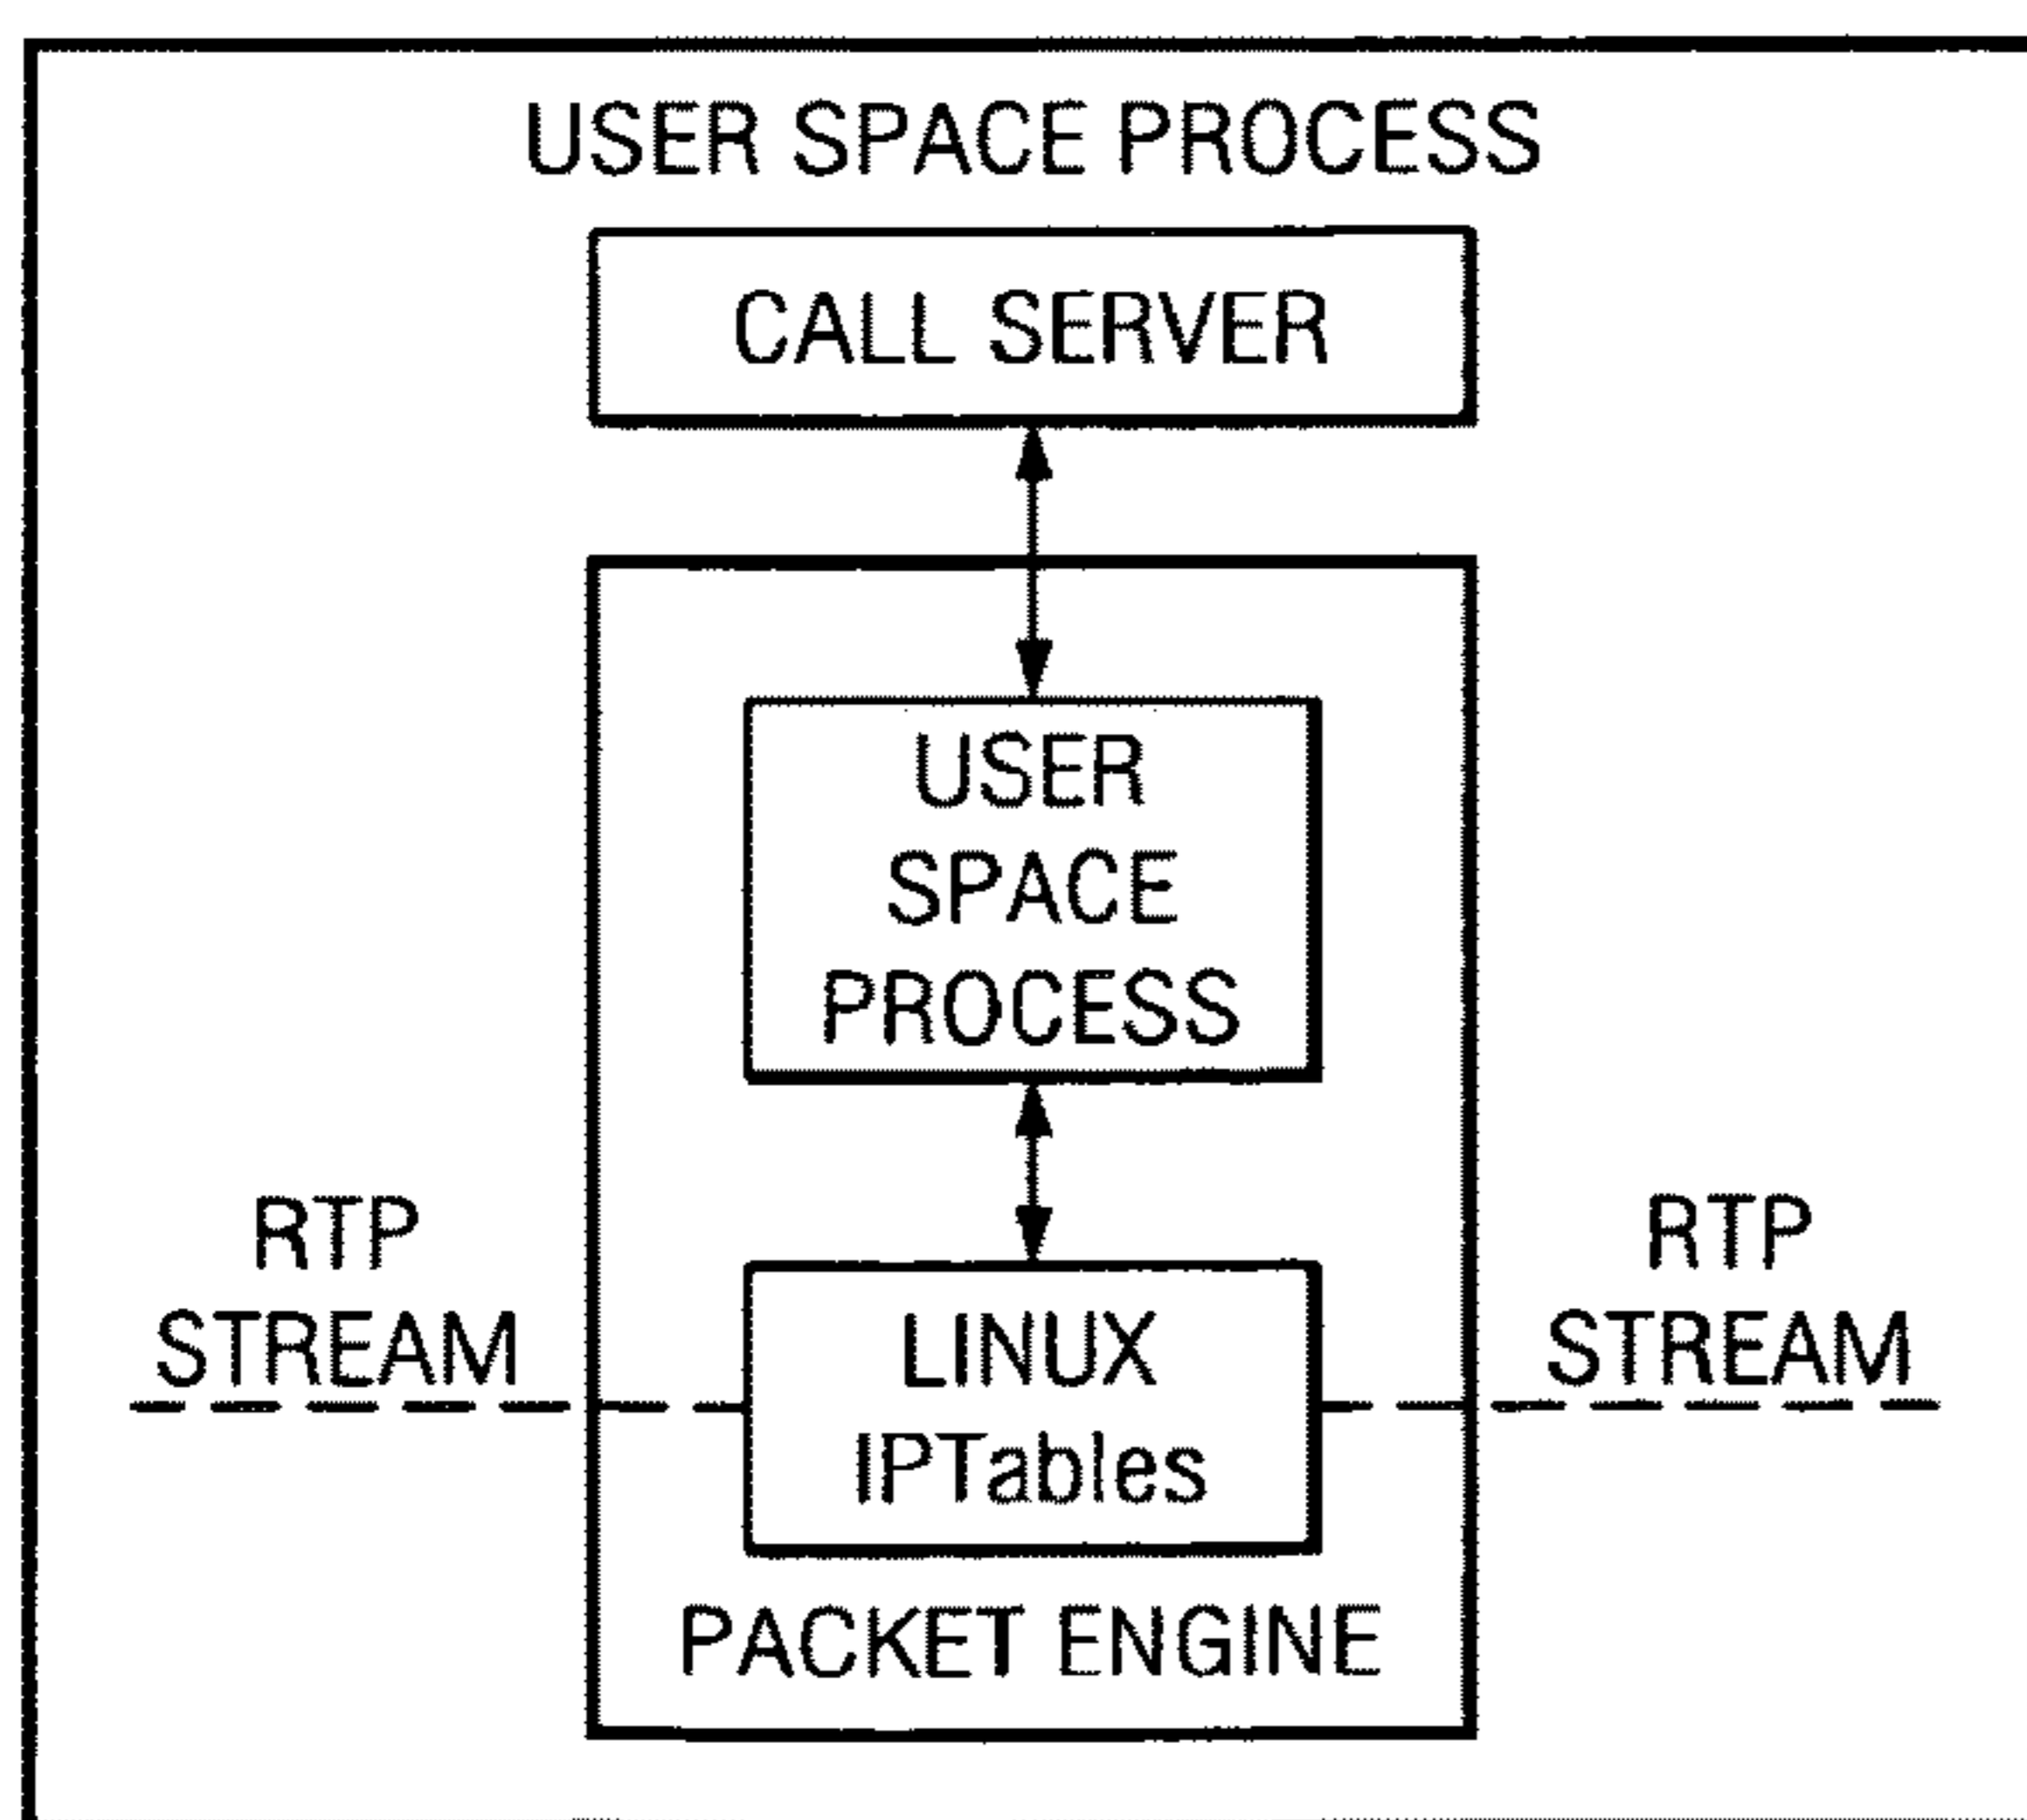 USER SPACE PROCESS
CALL SERVER
USER
SPACE
PROCESS
RTP
STREAM
LINUX
IPTables
RTP
STREAM
PACKET ENGINE